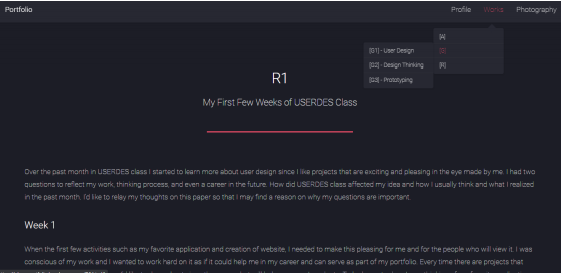 Portfolio
Profile Works Photography
[A]
[G1] - User Design
[G2] - Design Thinking
[R]
[G3] - Prototyping
R1
My First Few Weeks of USERDES Class
Over the past month in USERDES class I started to learn more about user design since I like projects that are exciting and pleasing in the eye made by me. I had two
questions to reflect my work, thinking process, and even a career in the future. How did USERDES class affected my idea and how I usually think and what I realized
in the past month. I'd like to relay my thoughts on this paper so that I may find a reason on why my questions are important.
Week 1
When the first few activities such as my favorite application and creation of website, I needed to make this pleasing for me and for the people who will view it. I was
conscious of my work and I wanted to work hard on it as if it could help me in my career and can serve as part of my portfolio. Every time there are projects that